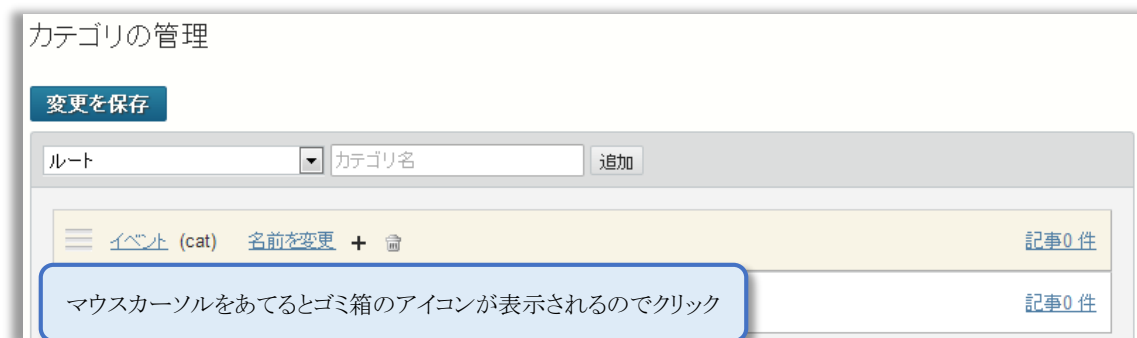 カテゴリの管理
変更を保存
ルート カテゴリ名 追加
イベント (cat) 名前を変更 + 記事0 件
マウスカーソルをあてるとゴミ箱のアイコンが表示されるのでクリック 記事0 件